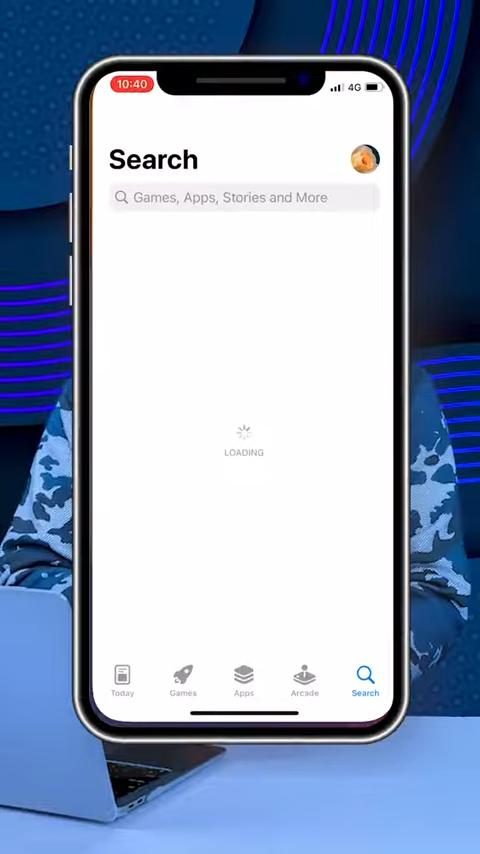 10:40
4G
Search
Games, Apps, Stories and More
LOADING
Today
Games
Apps
Arcade
Search